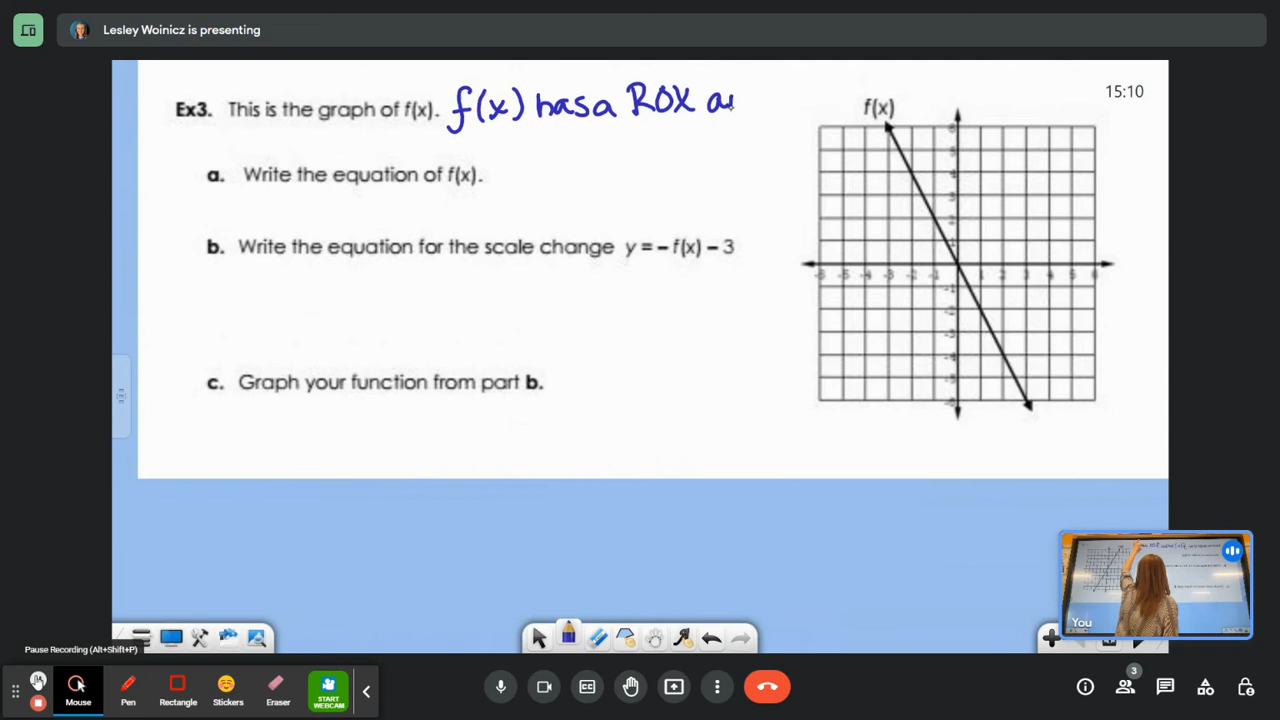 Lesley Woinicz is presenting
Ex3. This is the graph of f(x). f(x) has a ROX
15:10
f(x)
a. Write the equation of f(x).
b. Write the equation for the scale change y = – f(x) – 3
c. Graph your function from part b.
You
Pause Recording (Alt+Shift+P)
Mouse
Pen
Rectangle
Stickers
Eraser
START WEBCAM
3